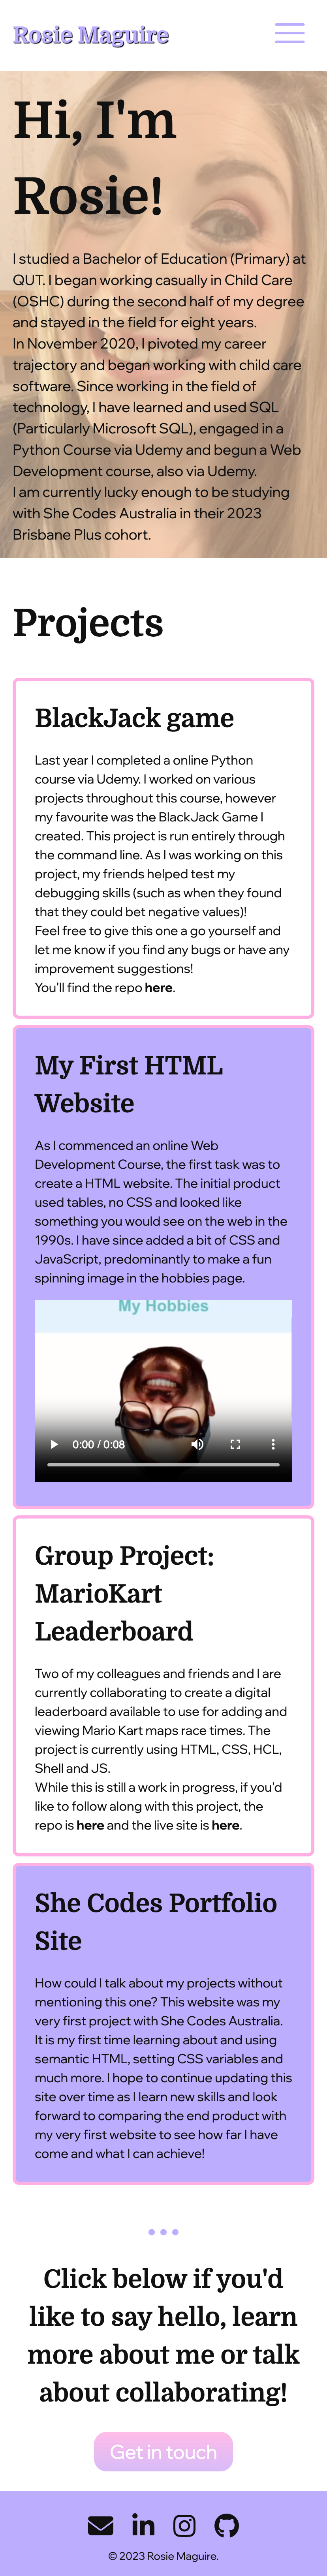 Rosie Maguire
Hi, I'm
Rosie!
I studied a Bachelor of Education (Primary) at
QUT. I began working casually in Child Care
(OSHC) during the second half of my degree
and stayed in the field for eight years.
In November 2020, I pivoted my career
trajectory and began working with child care
software. Since working in the field of
technology, I have learned and used SQL
(Particularly Microsoft SQL), engaged in a
Python Course via Udemy and begun a Web
Development course, also via Udemy.
I am currently lucky enough to be studying
with She Codes Australia in their 2023
Brisbane Plus cohort.
Projects
BlackJack game
Last year I completed a online Python
course via Udemy. I worked on various
projects throughout this course, however
my favourite was the BlackJack Game I
created. This project is run entirely through
the command line. As I was working on this
project, my friends helped test my
debugging skills (such as when they found
that they could bet negative values)!
Feel free to give this one a go yourself and
let me know if you find any bugs or have any
improvement suggestions!
You'll find the repo here.
My First HTML
Website
As I commenced an online Web
Development Course, the first task was to
create a HTML website. The initial product
used tables, no CSS and looked like
something you would see on the web in the
1990s. I have since added a bit of CSS and
JavaScript, predominantly to make a fun
spinning image in the hobbies page.
My Hobbies
0:00 / 0:08
Group Project:
MarioKart
Leaderboard
Two of my colleagues and friends and I are
currently collaborating to create a digital
leaderboard available to use for adding and
viewing Mario Kart maps race times. The
project is currently using HTML, CSS, HCL,
Shell and JS.
While this is still a work in progress, if you'd
like to follow along with this project, the
repo is here and the live site is here.
She Codes Portfolio
Site
How could I talk about my projects without
mentioning this one? This website was my
very first project with She Codes Australia.
It is my first time learning about and using
semantic HTML, setting CSS variables and
much more. I hope to continue updating this
site over time as I learn new skills and look
forward to comparing the end product with
my very first website to see how far I have
come and what I can achieve!
Click below if you'd
like to say hello, learn
more about me or talk
about collaborating!
Get in touch
© 2023 Rosie Maguire.